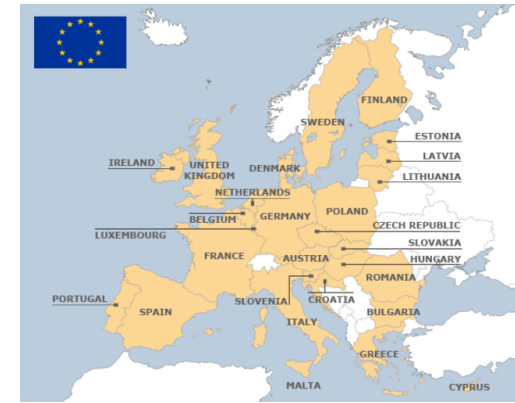 FINLAND
SWEDEN
ESTONIA
LATVIA
LITHUANIA
IRELAND
UNITED
KINGDOM
DENMARK
NETHERLANDS
BELGIUM
GERMANY
POLAND
LUXEMBOURG
CZECH REPUBLIC
SLOVAKIA
HUNGARY
FRANCE
AUSTRIA
ROMANIA
PORTUGAL
SPAIN
SLOVENIA
CROATIA
ITALY
BULGARIA
GREECE
MALTA
CYPRUS